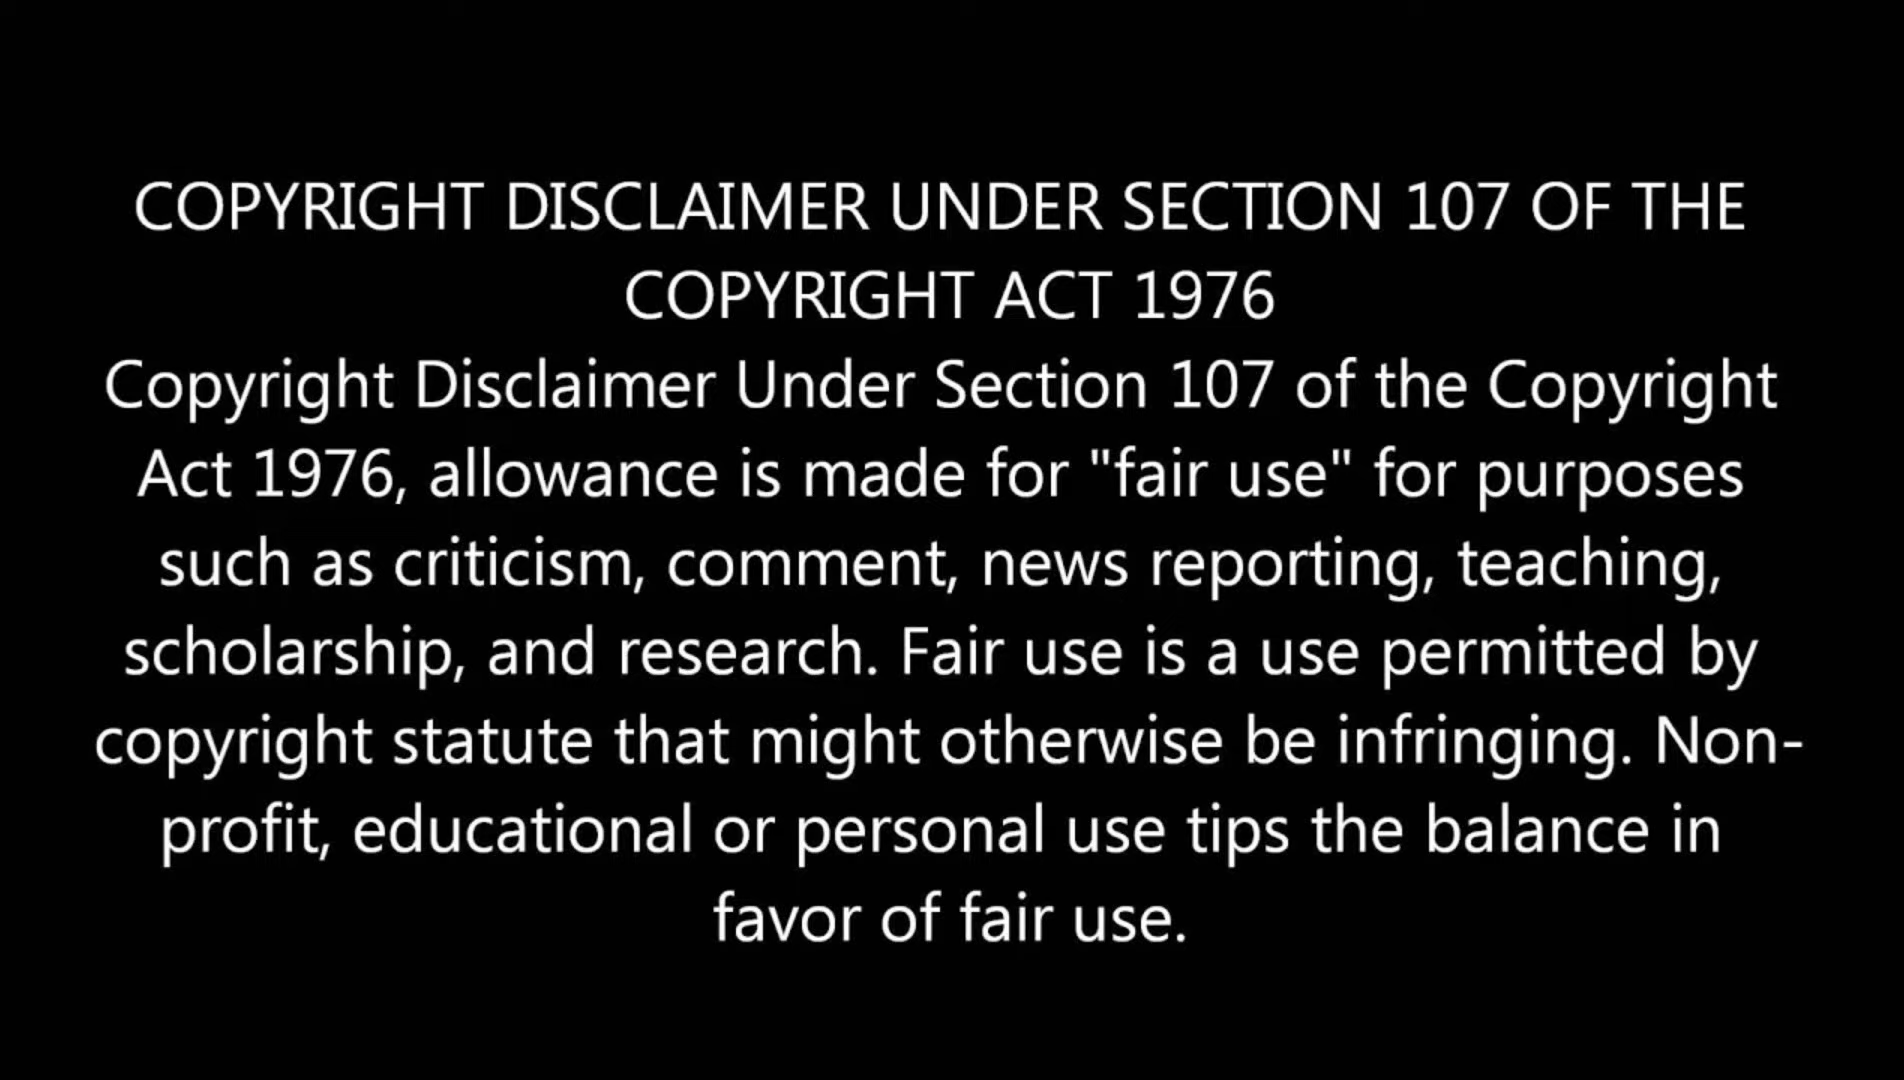 COPYRIGHT DISCLAIMER UNDER SECTION 107 OF THE
COPYRIGHT ACT 1976
Copyright Disclaimer Under Section 107 of the Copyright
Act 1976, allowance is made for "fair use" for purposes
such as criticism, comment, news reporting, teaching,
scholarship, and research. Fair use is a use permitted by
copyright statute that might otherwise be infringing. Non-
profit, educational or personal use tips the balance in
favor of fair use.